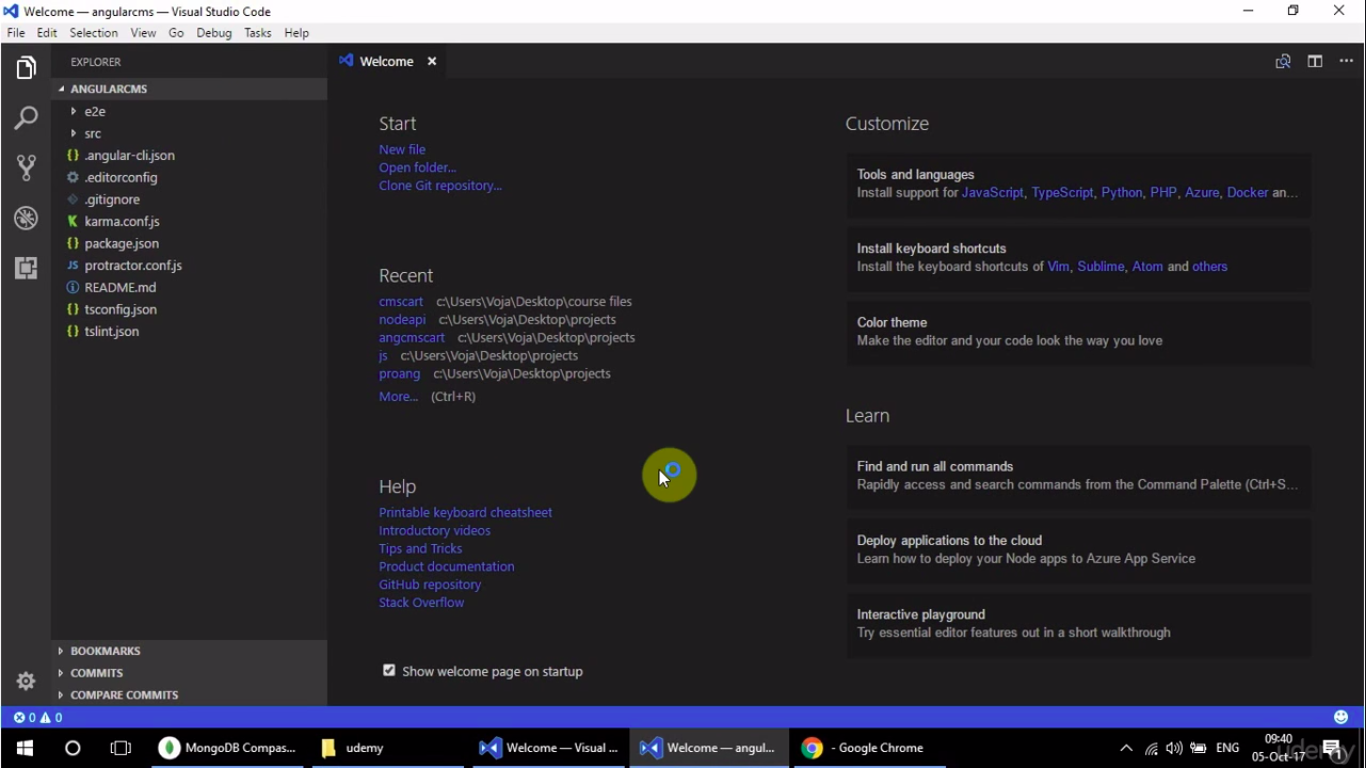 Welcome — angularcms — Visual Studio Code
File Edit Selection View Go Debug Tasks Help
EXPLORER
Welcome
ANGULARCMS
e2e
src
.angular-cli.json
.editorconfig
.gitignore
karma.conf.js
package.json
protractor.conf.js
README.md
tsconfig.json
tslint.json
BOOKMARKS
COMMITS
COMPARE COMMITS
Start
New file
Open folder...
Clone Git repository...
Recent
cmscart c:\Users\Voja\Desktop\course files
nodeapi c:\Users\Voja\Desktop\projects
angcmscart c:\Users\Voja\Desktop\projects
js c:\Users\Voja\Desktop\projects
proang c:\Users\Voja\Desktop\projects
More... (Ctrl+R)
Help
Printable keyboard cheatsheet
Introductory videos
Tips and Tricks
Product documentation
GitHub repository
Stack Overflow
Show welcome page on startup
Customize
Tools and languages
Install support for JavaScript, TypeScript, Python, PHP, Azure, Docker an...
Install keyboard shortcuts
Install the keyboard shortcuts of Vim, Sublime, Atom and others
Color theme
Make the editor and your code look the way you love
Learn
Find and run all commands
Rapidly access and search commands from the Command Palette (Ctrl+S...
Deploy applications to the cloud
Learn how to deploy your Node apps to Azure App Service
Interactive playground
Try essential editor features out in a short walkthrough
0 0
MongoDB Compas...
udemy
Welcome — Visual ...
Welcome — angul...
- Google Chrome
ENG
09:40
05-Oct-17
1
udemy